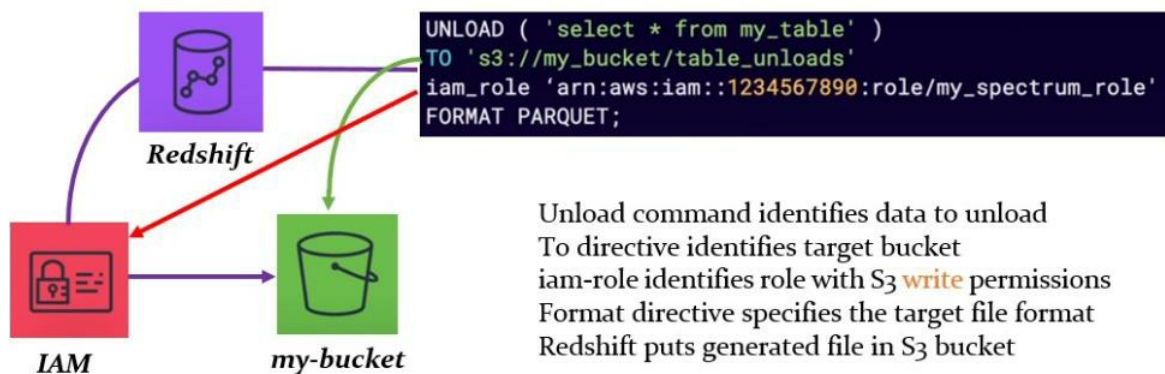 UNLOAD ( 'select * from my_table' )
TO 's3://my_bucket/table_unloads'
iam_role ‘arn:aws:iam::1234567890:role/my_spectrum_role'
FORMAT PARQUET;
Redshift
IAM
my-bucket
Unload command identifies data to unload
To directive identifies target bucket
iam-role identifies role with S3 write permissions
Format directive specifies the target file format
Redshift puts generated file in S3 bucket